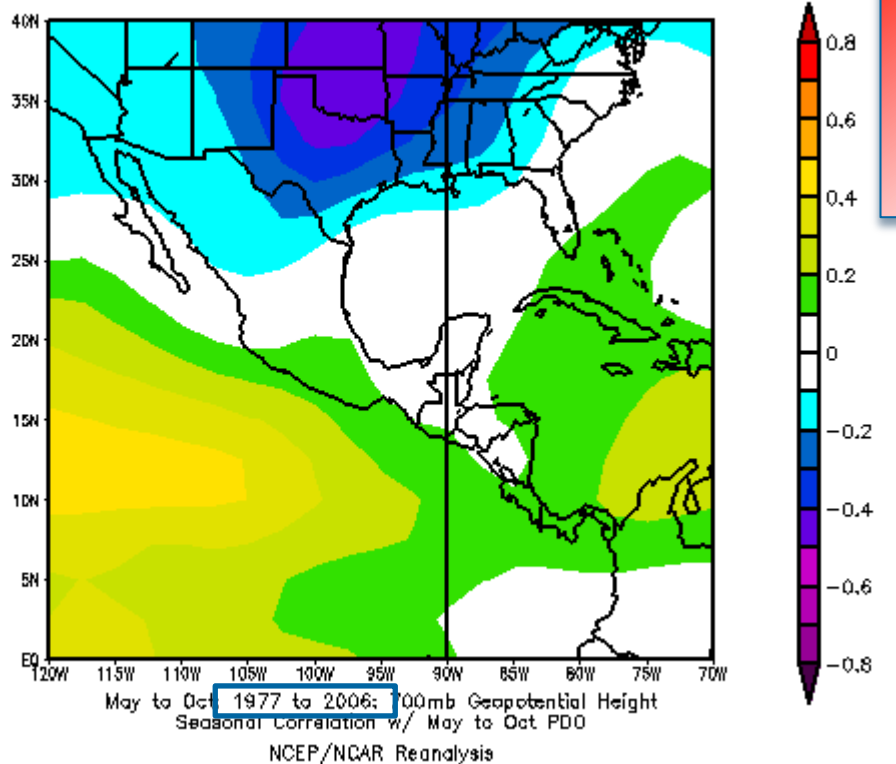 40N
35N
30N
25N
20N
15N
10N
5N
EQ
120W 115W 110W 105W 100W 95W 90W 85W 80W 75W 70W
0.8
0.6
0.4
0.2
0
-0.2
-0.4
-0.6
-0.8
May to Oct 1977 to 2006: 700mb Geopotential Height
Seasonal Correlation w/ May to Oct PDO
NCEP/NCAR Reanalysis